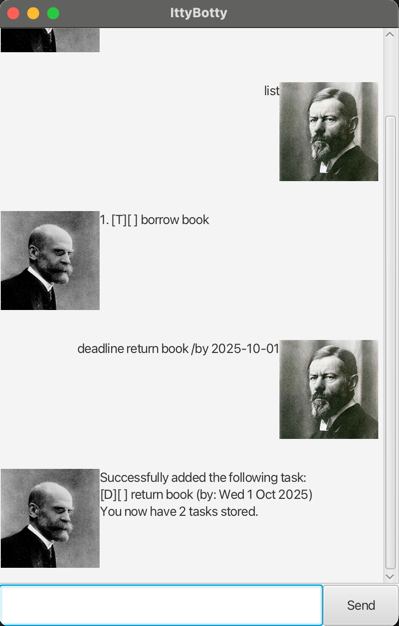 IttyBotty
list
1. [T][ ] borrow book
deadline return book /by 2025-10-01
Successfully added the following task:
[D][ ] return book (by: Wed 1 Oct 2025)
You now have 2 tasks stored.
Send